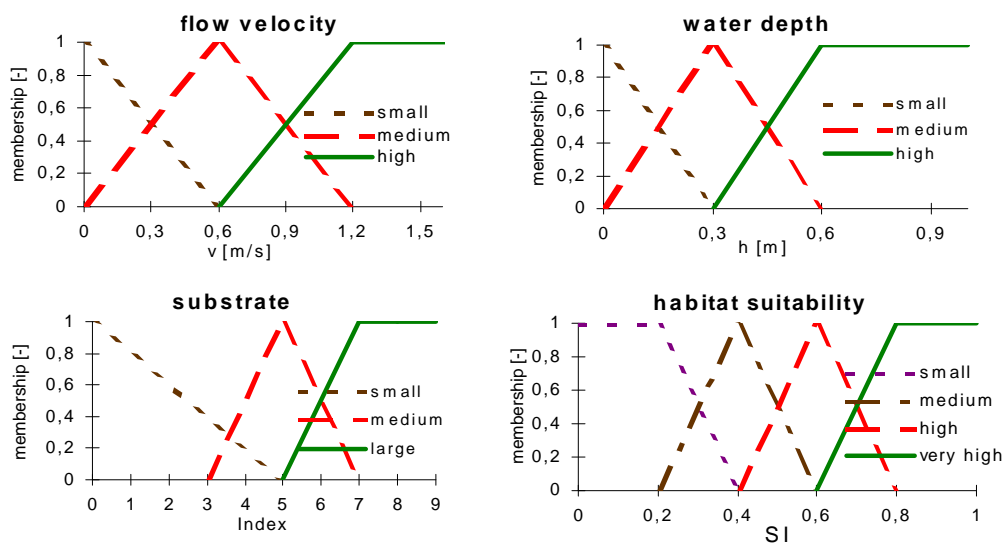 flow velocity
membership [-]
1
0,8
0,6
0,4
0,2
0
0 0,3 0,6 0,9 1,2 1,5
v [m/s]
small
medium
high
water depth
membership [-]
1
0,8
0,6
0,4
0,2
0
0 0,3 0,6 0,9
h [m]
small
medium
high
substrate
membership [-]
1
0,8
0,6
0,4
0,2
0
0 1 2 3 4 5 6 7 8 9
Index
small
medium
large
habitat suitability
membership [-]
1
0,8
0,6
0,4
0,2
0
0 0,2 0,4 0,6 0,8 1
SI
small
medium
high
very high